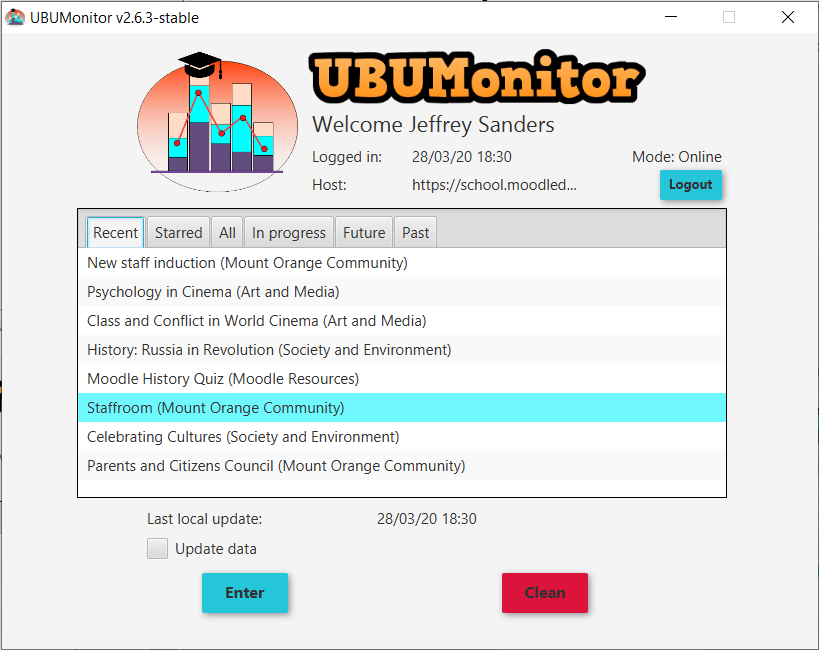 UBUMonitor v2.6.3-stable
UBUMonitor
Welcome Jeffrey Sanders
Logged in: 28/03/20 18:30 Mode: Online
Host: https://school.moodled...
Logout
Recent Starred All In progress Future Past
New staff induction (Mount Orange Community)
Psychology in Cinema (Art and Media)
Class and Conflict in World Cinema (Art and Media)
History: Russia in Revolution (Society and Environment)
Moodle History Quiz (Moodle Resources)
Staffroom (Mount Orange Community)
Celebrating Cultures (Society and Environment)
Parents and Citizens Council (Mount Orange Community)
Last local update: 28/03/20 18:30
Update data
Enter Clean